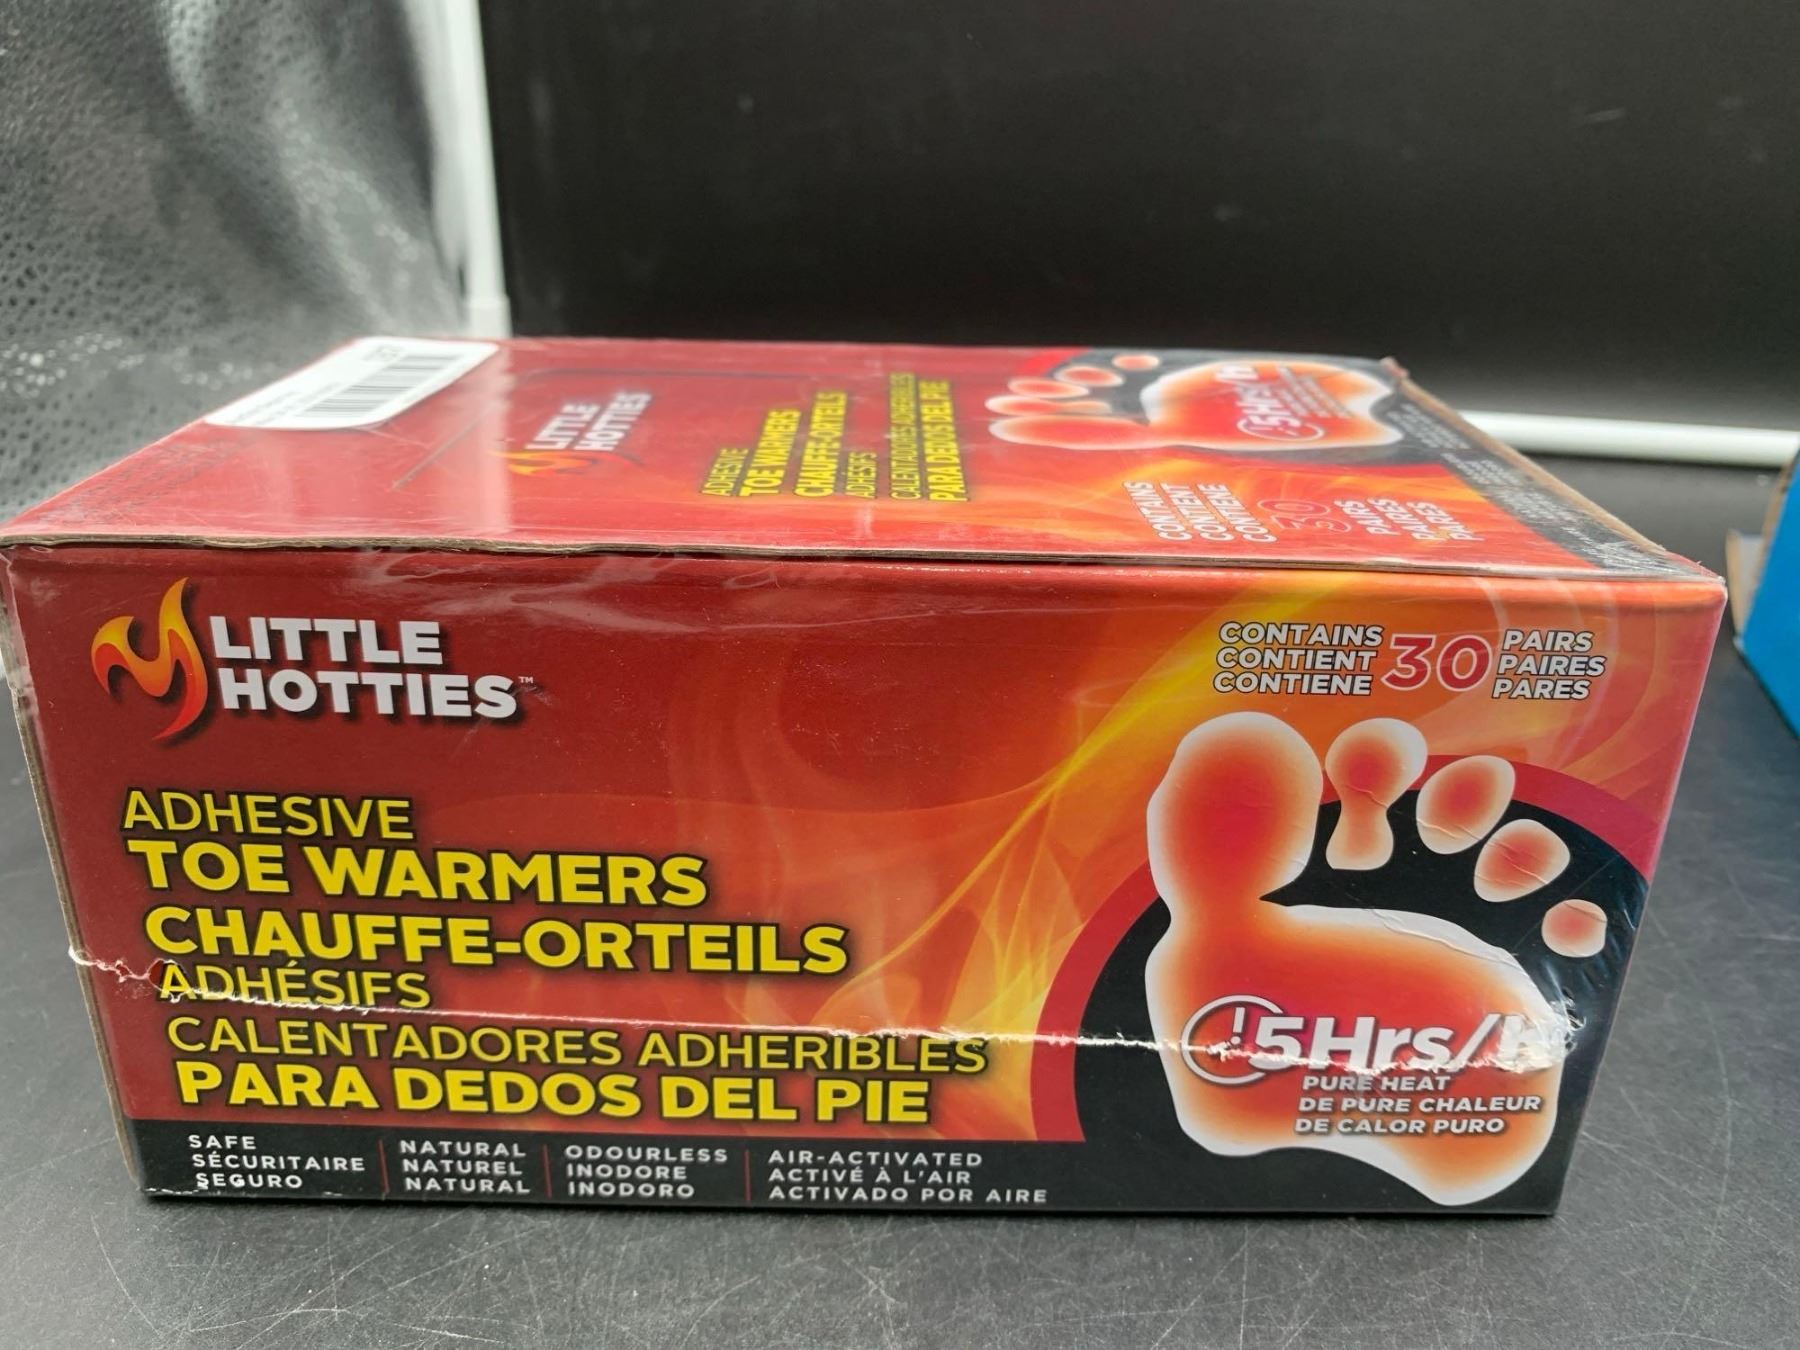 LITTLE
HOTTIES
ADHESIVE
TOE WARMERS
CHAUFFE-ORTEILS
ADHÉSIFS
CALENTADORES ADHERIBLES
PARA DEDOS DEL PIE
CONTAINS
CONTIENT
CONTIENE
30
PAIRS
PAIRES
PARES
5Hrs/
LITTLE
HOTTIES™
CONTAINS
CONTIENT
CONTIENE
30
PAIRS
PAIRES
PARES
ADHESIVE
TOE WARMERS
CHAUFFE-ORTEILS
ADHÉSIFS
CALENTADORES ADHERIBLES
PARA DEDOS DEL PIE
5Hrs/h
PURE HEAT
DE PURE CHALEUR
DE CALOR PURO
SAFE
SÉCURITAIRE
SEGURO
NATURAL
NATUREL
NATURAL
ODOURLESS
INODORE
INODORO
AIR-ACTIVATED
ACTIVÉ À L'AIR
ACTIVADO POR AIRE